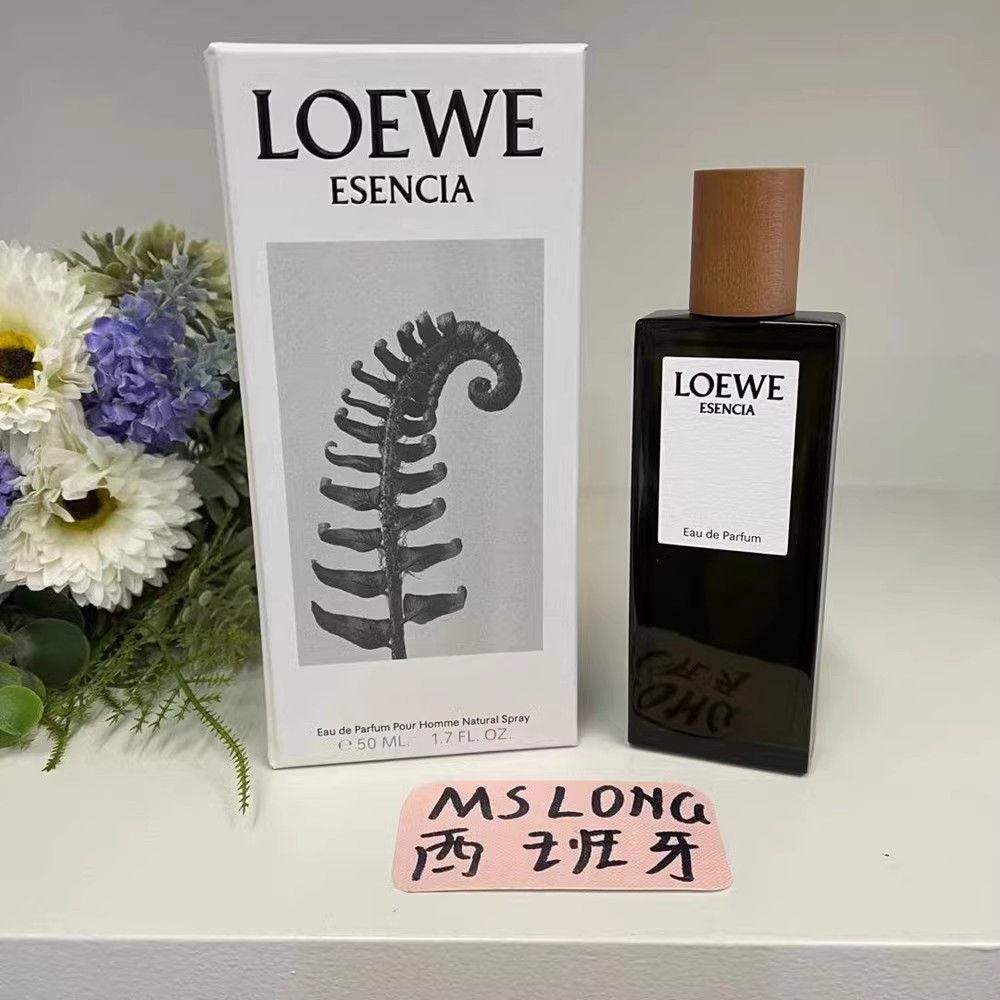 LOEWE
ESENCIA
Eau de Parfum Pour Homme Natural Spray
℮ 50 ML. 1.7 FL. OZ.
LOEWE
ESENCIA
Eau de Parfum
MS LONG
西班牙